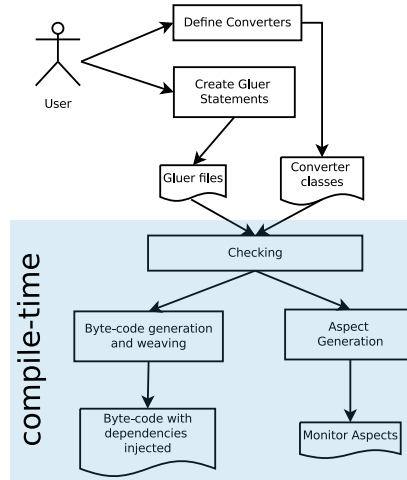 Define Converters
User
Create Gluer
Statements
Gluer files
Converter
classes
compile-time
Checking
Byte-code generation
and weaving
Aspect
Generation
Byte-code with
dependencies
injected
Monitor Aspects